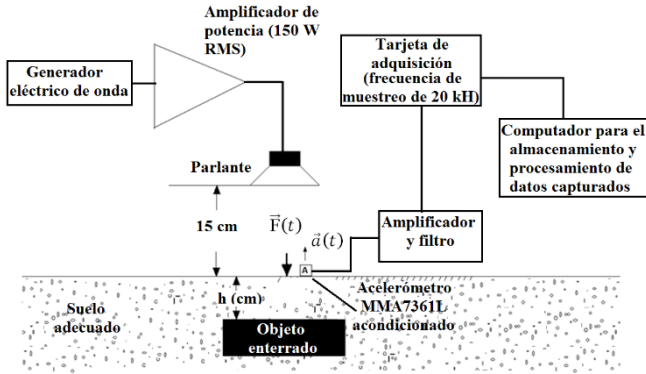 Amplificador de
potencia (150 W
RMS)
Generador
eléctrico de onda
Tarjeta de
adquisición
(frecuencia de
muestreo de 20 kH)
Computador para el
almacenamiento y
procesamiento de
datos capturados
Parlante
15 cm
F⃗(t)
a⃗(t)
Amplificador
y filtro
A
h (cm)
Suelo
adecuado
Acelerómetro
MMA7361L
acondicionado
Objeto
enterrado